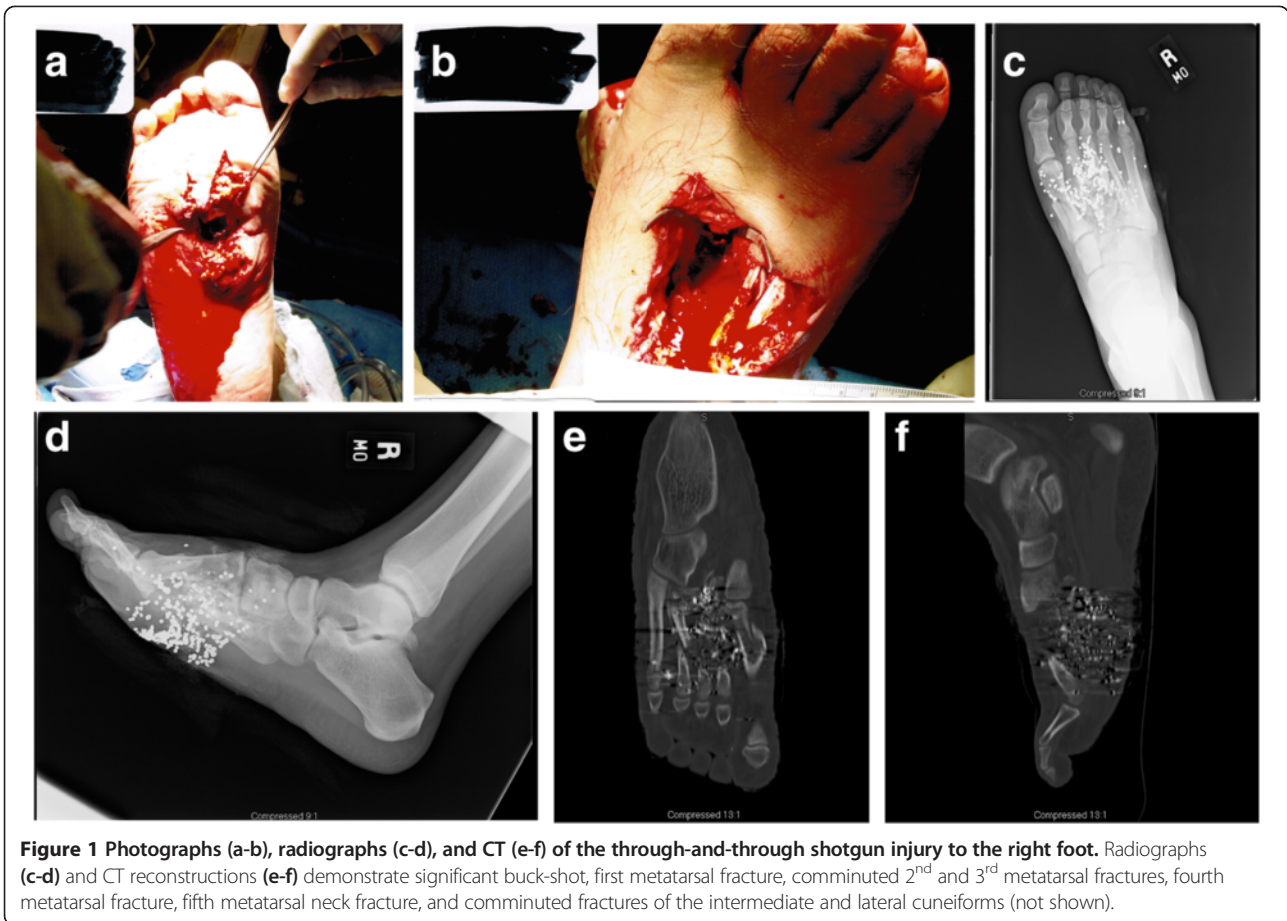 a
b
c
R
MO
Compressed 8:1
d
R
MO
Compressed 9:1
e
S
Compressed 13:1
f
S
Compressed 13:1
Figure 1 Photographs (a-b), radiographs (c-d), and CT (e-f) of the through-and-through shotgun injury to the right foot. Radiographs
(c-d) and CT reconstructions (e-f) demonstrate significant buck-shot, first metatarsal fracture, comminuted 2nd and 3rd metatarsal fractures, fourth
metatarsal fracture, fifth metatarsal neck fracture, and comminuted fractures of the intermediate and lateral cuneiforms (not shown).